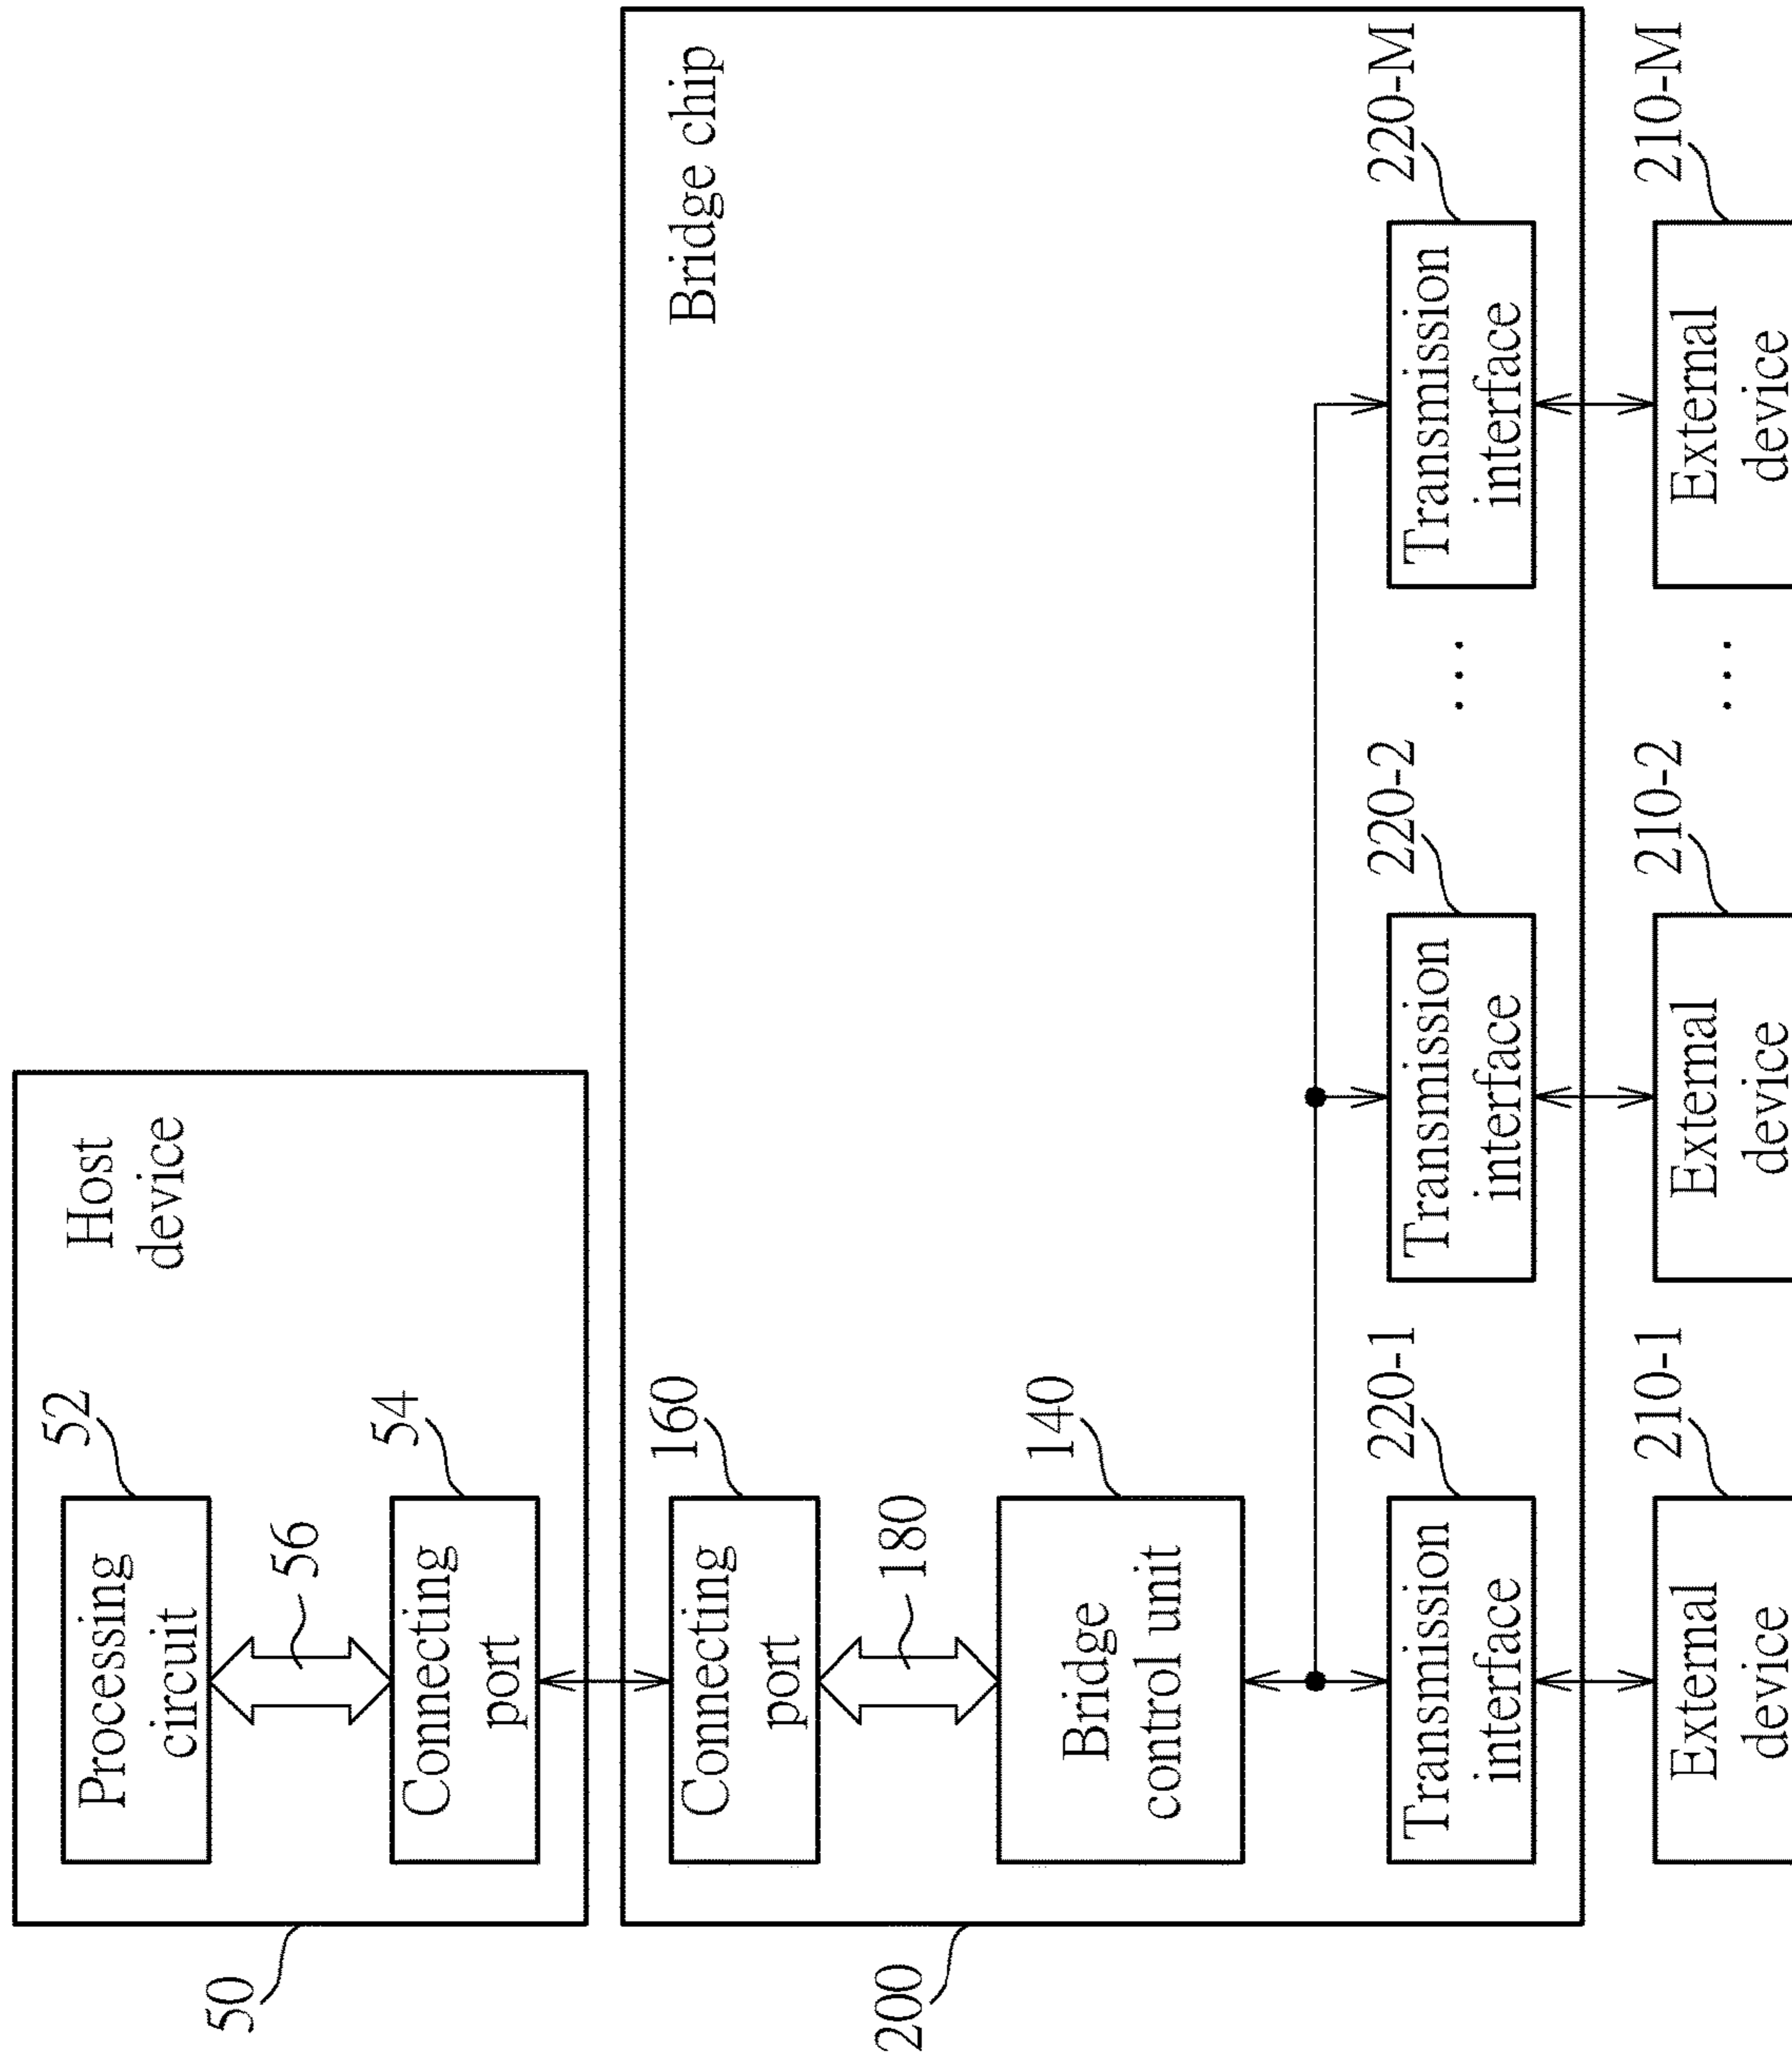 Host
device
52
Processing
circuit
56
54
Connecting
port
50
Bridge chip
160
Connecting
port
180
140
Bridge
control unit
200
220-1
Transmission
interface
220-2
Transmission
interface
...
220-M
Transmission
interface
210-1
External
device
210-2
External
device
...
210-M
External
device